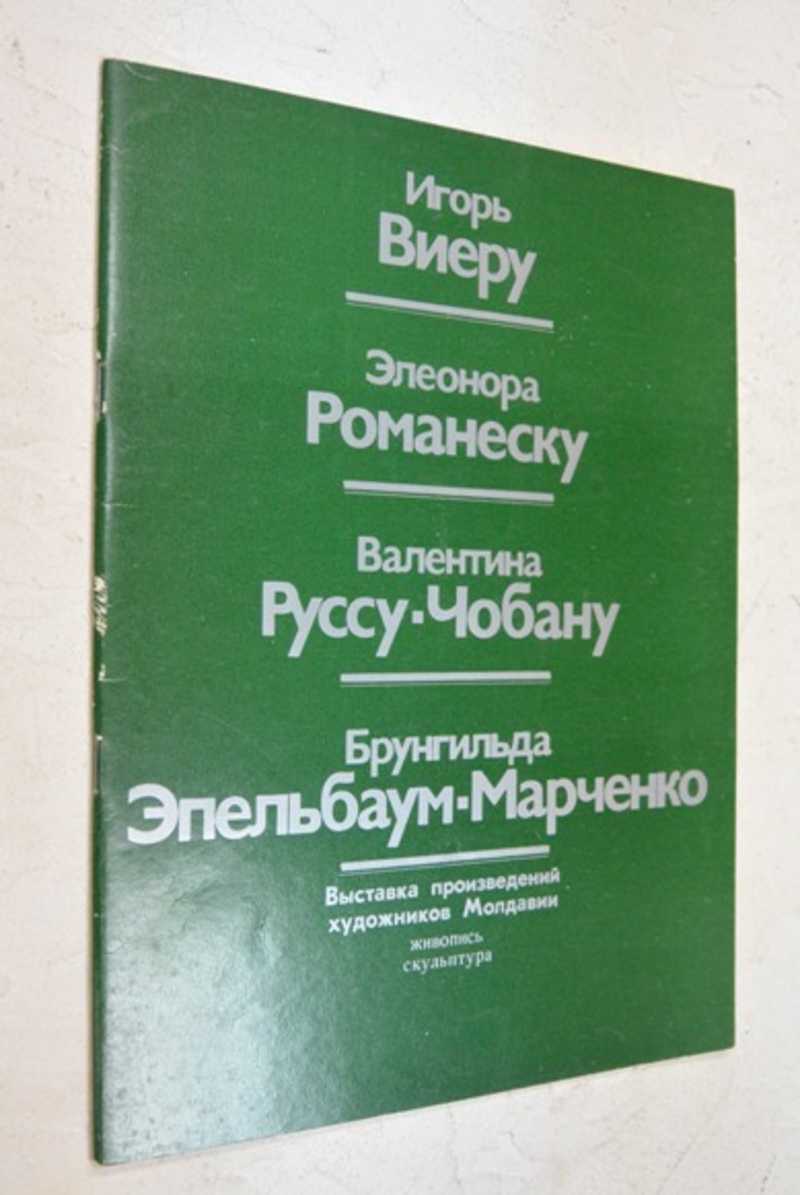 Игорь
Виеру
Элеонора
Романеску
Валентина
Руссу-Чобану
Брунгильда
Эпельбаум-Марченко
Выставка произведений
художников Молдавии
живопись
скульптура